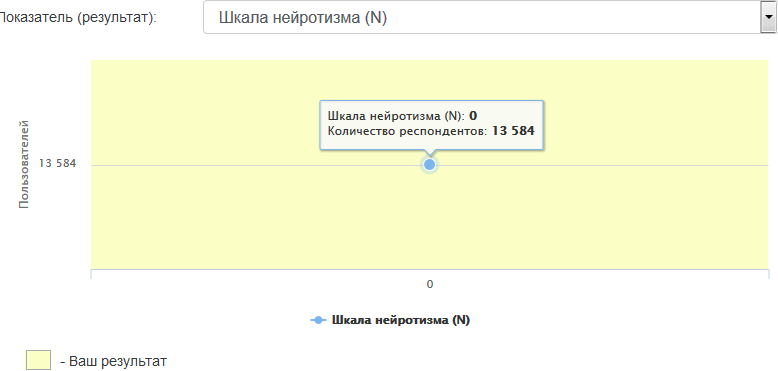 Показатель (результат):
Шкала нейротизма (N)
Шкала нейротизма (N): 0
Количество респондентов: 13 584
Пользователей
13 584
0
Шкала нейротизма (N)
- Ваш результат